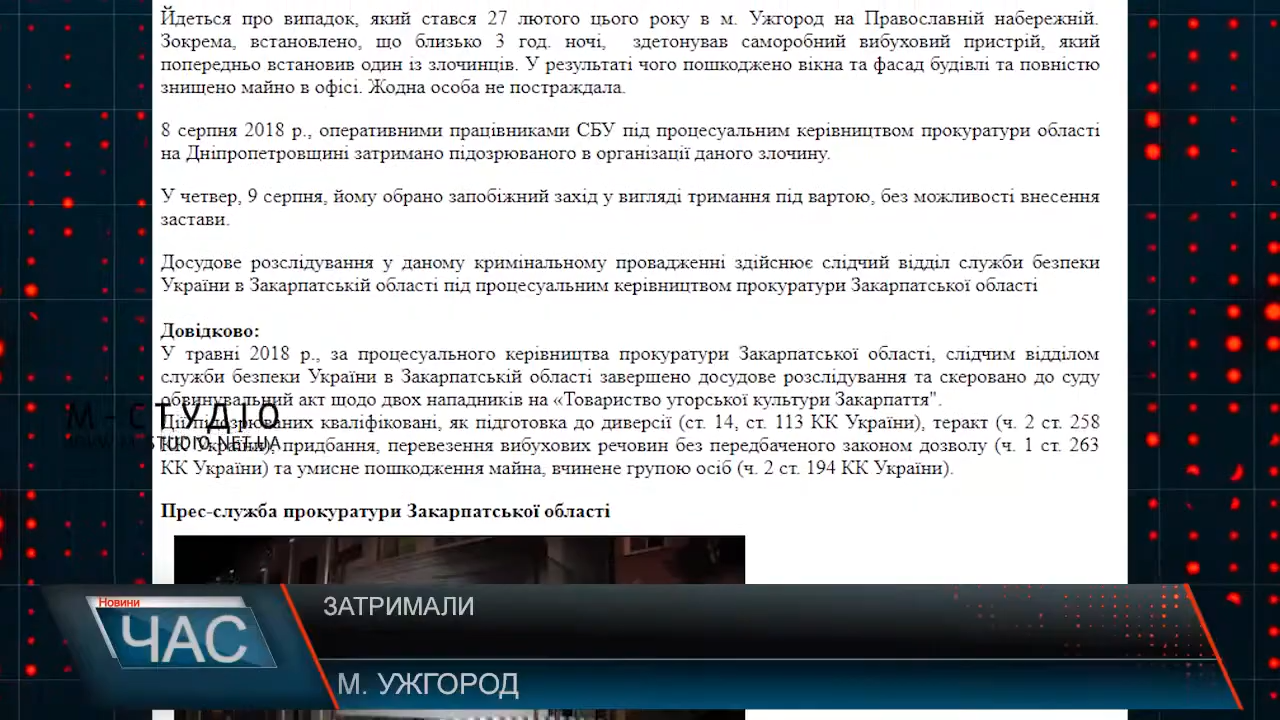 Йдеться про випадок, який стався 27 лютого цього року в м. Ужгород на Православній набережній.
Зокрема, встановлено, що близько 3 год. ночі, здетонував саморобний вибуховий пристрій, який
попередньо встановив один із злочинців. У результаті чого пошкоджено вікна та фасад будівлі та повністю
знищено майно в офісі. Жодна особа не постраждала.
8 серпня 2018 р., оперативними працівниками СБУ під процесуальним керівництвом прокуратури області
на Дніпропетровщині затримано підозрюваного в організації даного злочину.
У четвер, 9 серпня, йому обрано запобіжний захід у вигляді тримання під вартою, без можливості внесення
застави.
Досудове розслідування у даному кримінальному провадженні здійснює слідчий відділ служби безпеки
України в Закарпатській області під процесуальним керівництвом прокуратури Закарпатської області
Довідково:
У травні 2018 р., за процесуального керівництва прокуратури Закарпатської області, слідчим відділом
служби безпеки України в Закарпатській області завершено досудове розслідування та скеровано до суду
обвинувальний акт щодо двох нападників на «Товариство угорської культури Закарпаття".
Дії підозрюваних кваліфіковані, як підготовка до диверсії (ст. 14, ст. 113 КК України), теракт (ч. 2 ст. 258
КК України), придбання, перевезення вибухових речовин без передбаченого законом дозволу (ч. 1 ст. 263
КК України) та умисне пошкодження майна, вчинене групою осіб (ч. 2 ст. 194 КК України).
М-СТУДІО
WWW.M-STUDIO.NET.UA
Прес-служба прокуратури Закарпатської області
Новини
ЧАС
ЗАТРИМАЛИ
М. УЖГОРОД